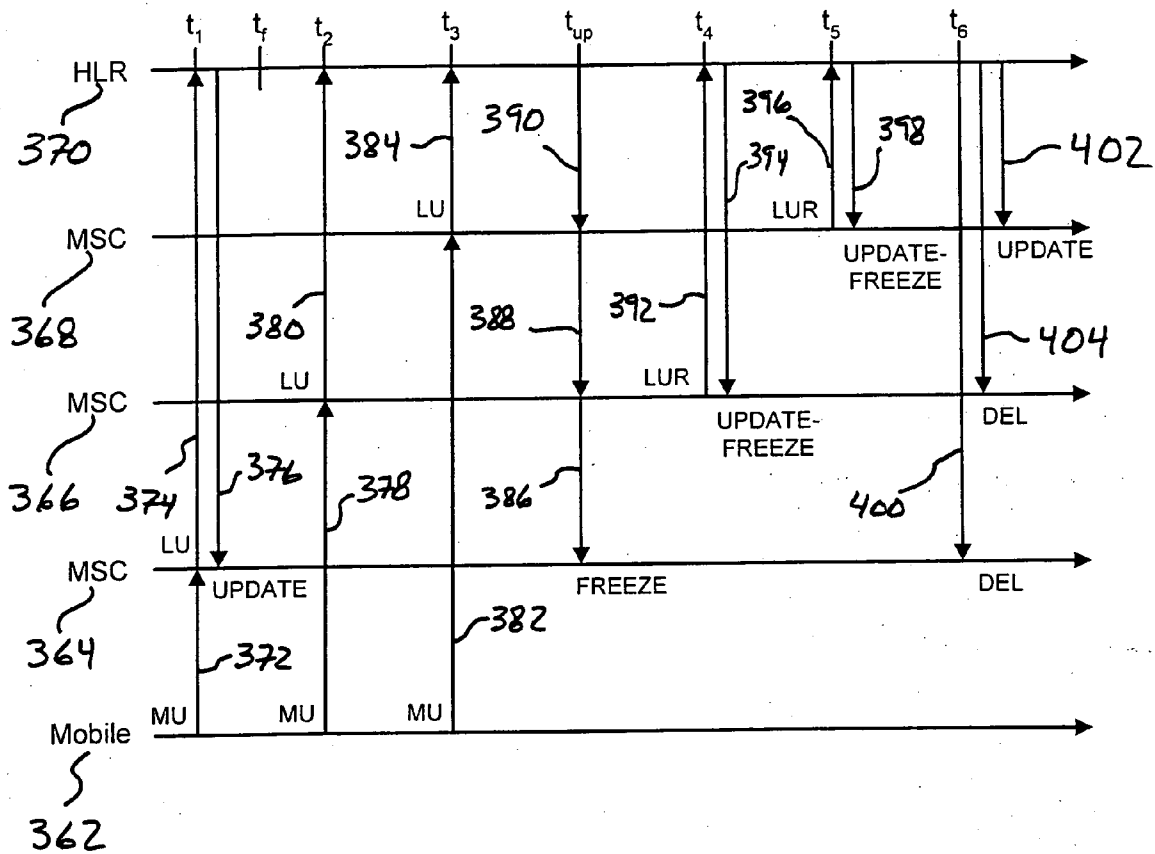 t1 tf t2 t3 tup t4 t5 t6
HLR
370
384
390
396
394
398
402
LU
LUR
MSC
UPDATE-
FREEZE
UPDATE
368
380
388
392
404
LU
LUR
MSC
UPDATE-
FREEZE
DEL
366
374
376
378
386
400
LU
MSC
UPDATE
FREEZE
DEL
364
372
382
MU
MU
MU
Mobile
362